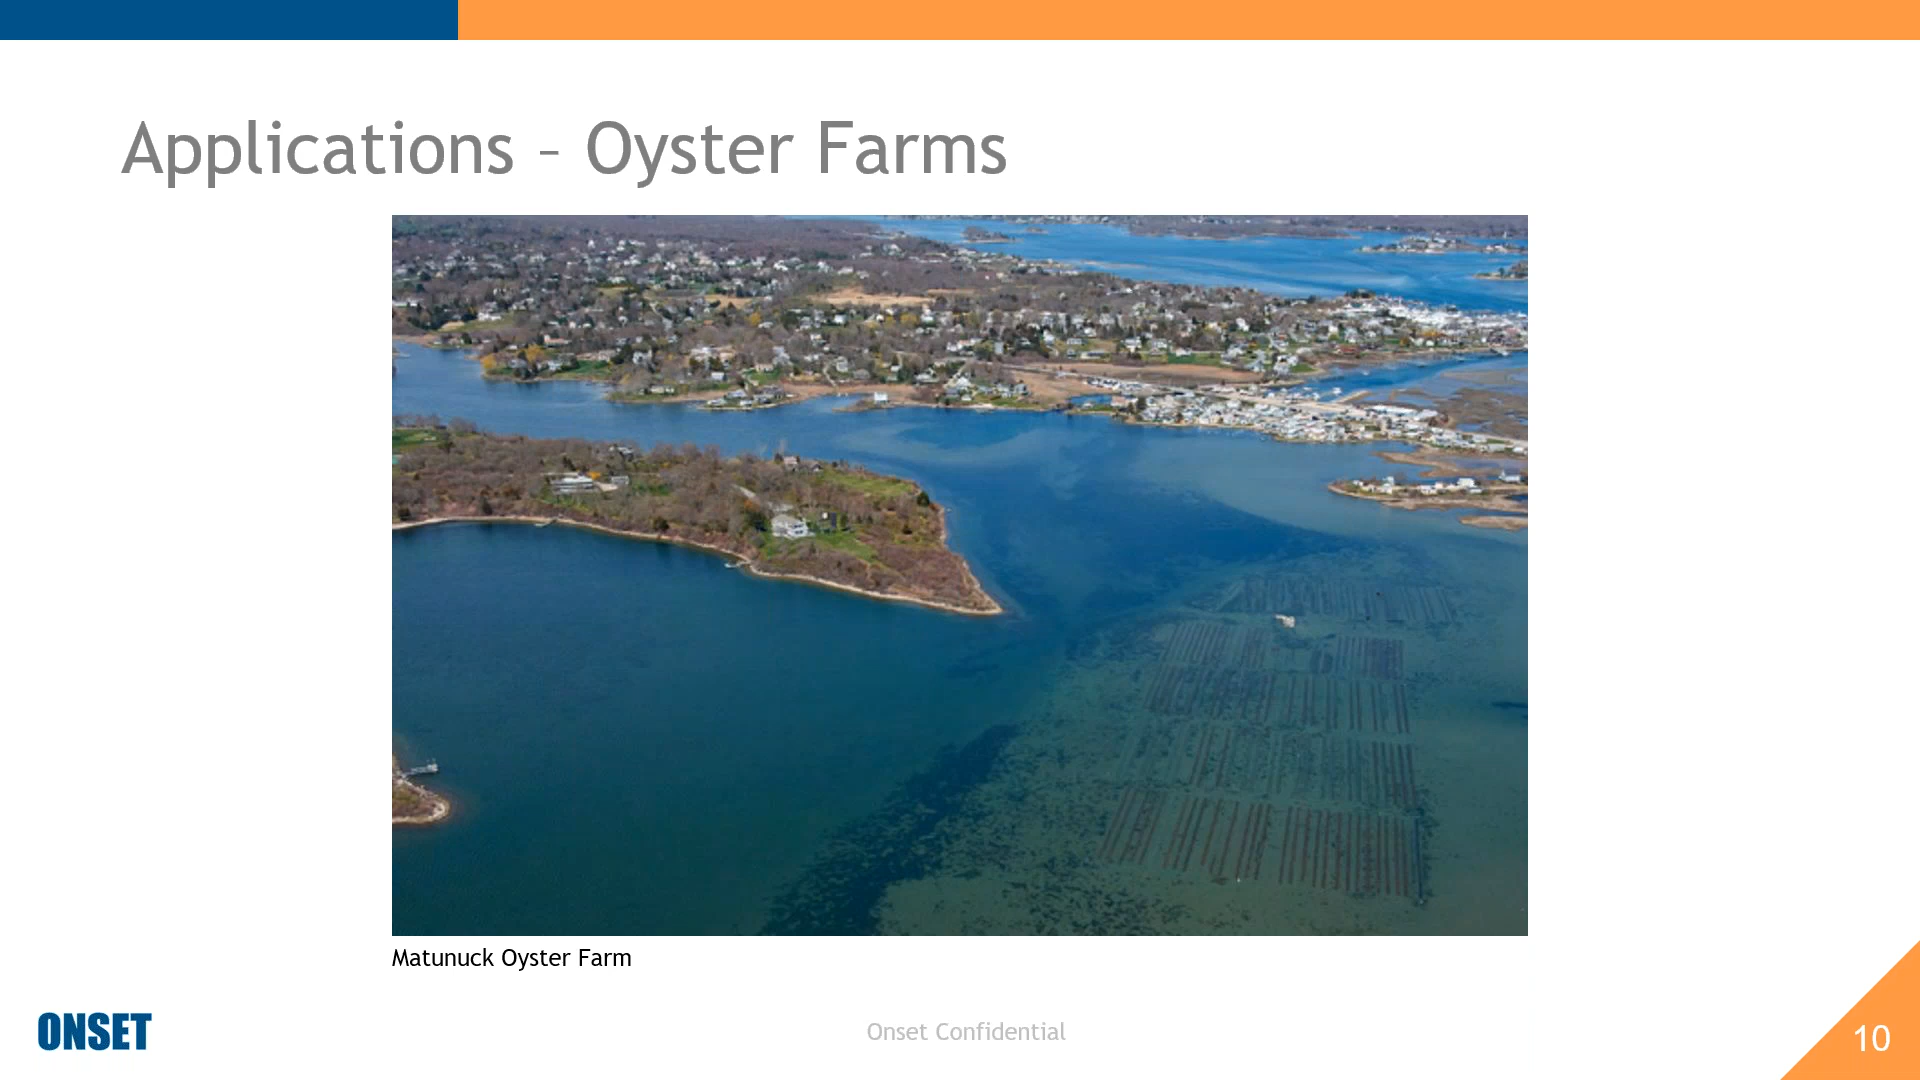 Applications – Oyster Farms
Matunuck Oyster Farm
ONSET
Onset Confidential
10